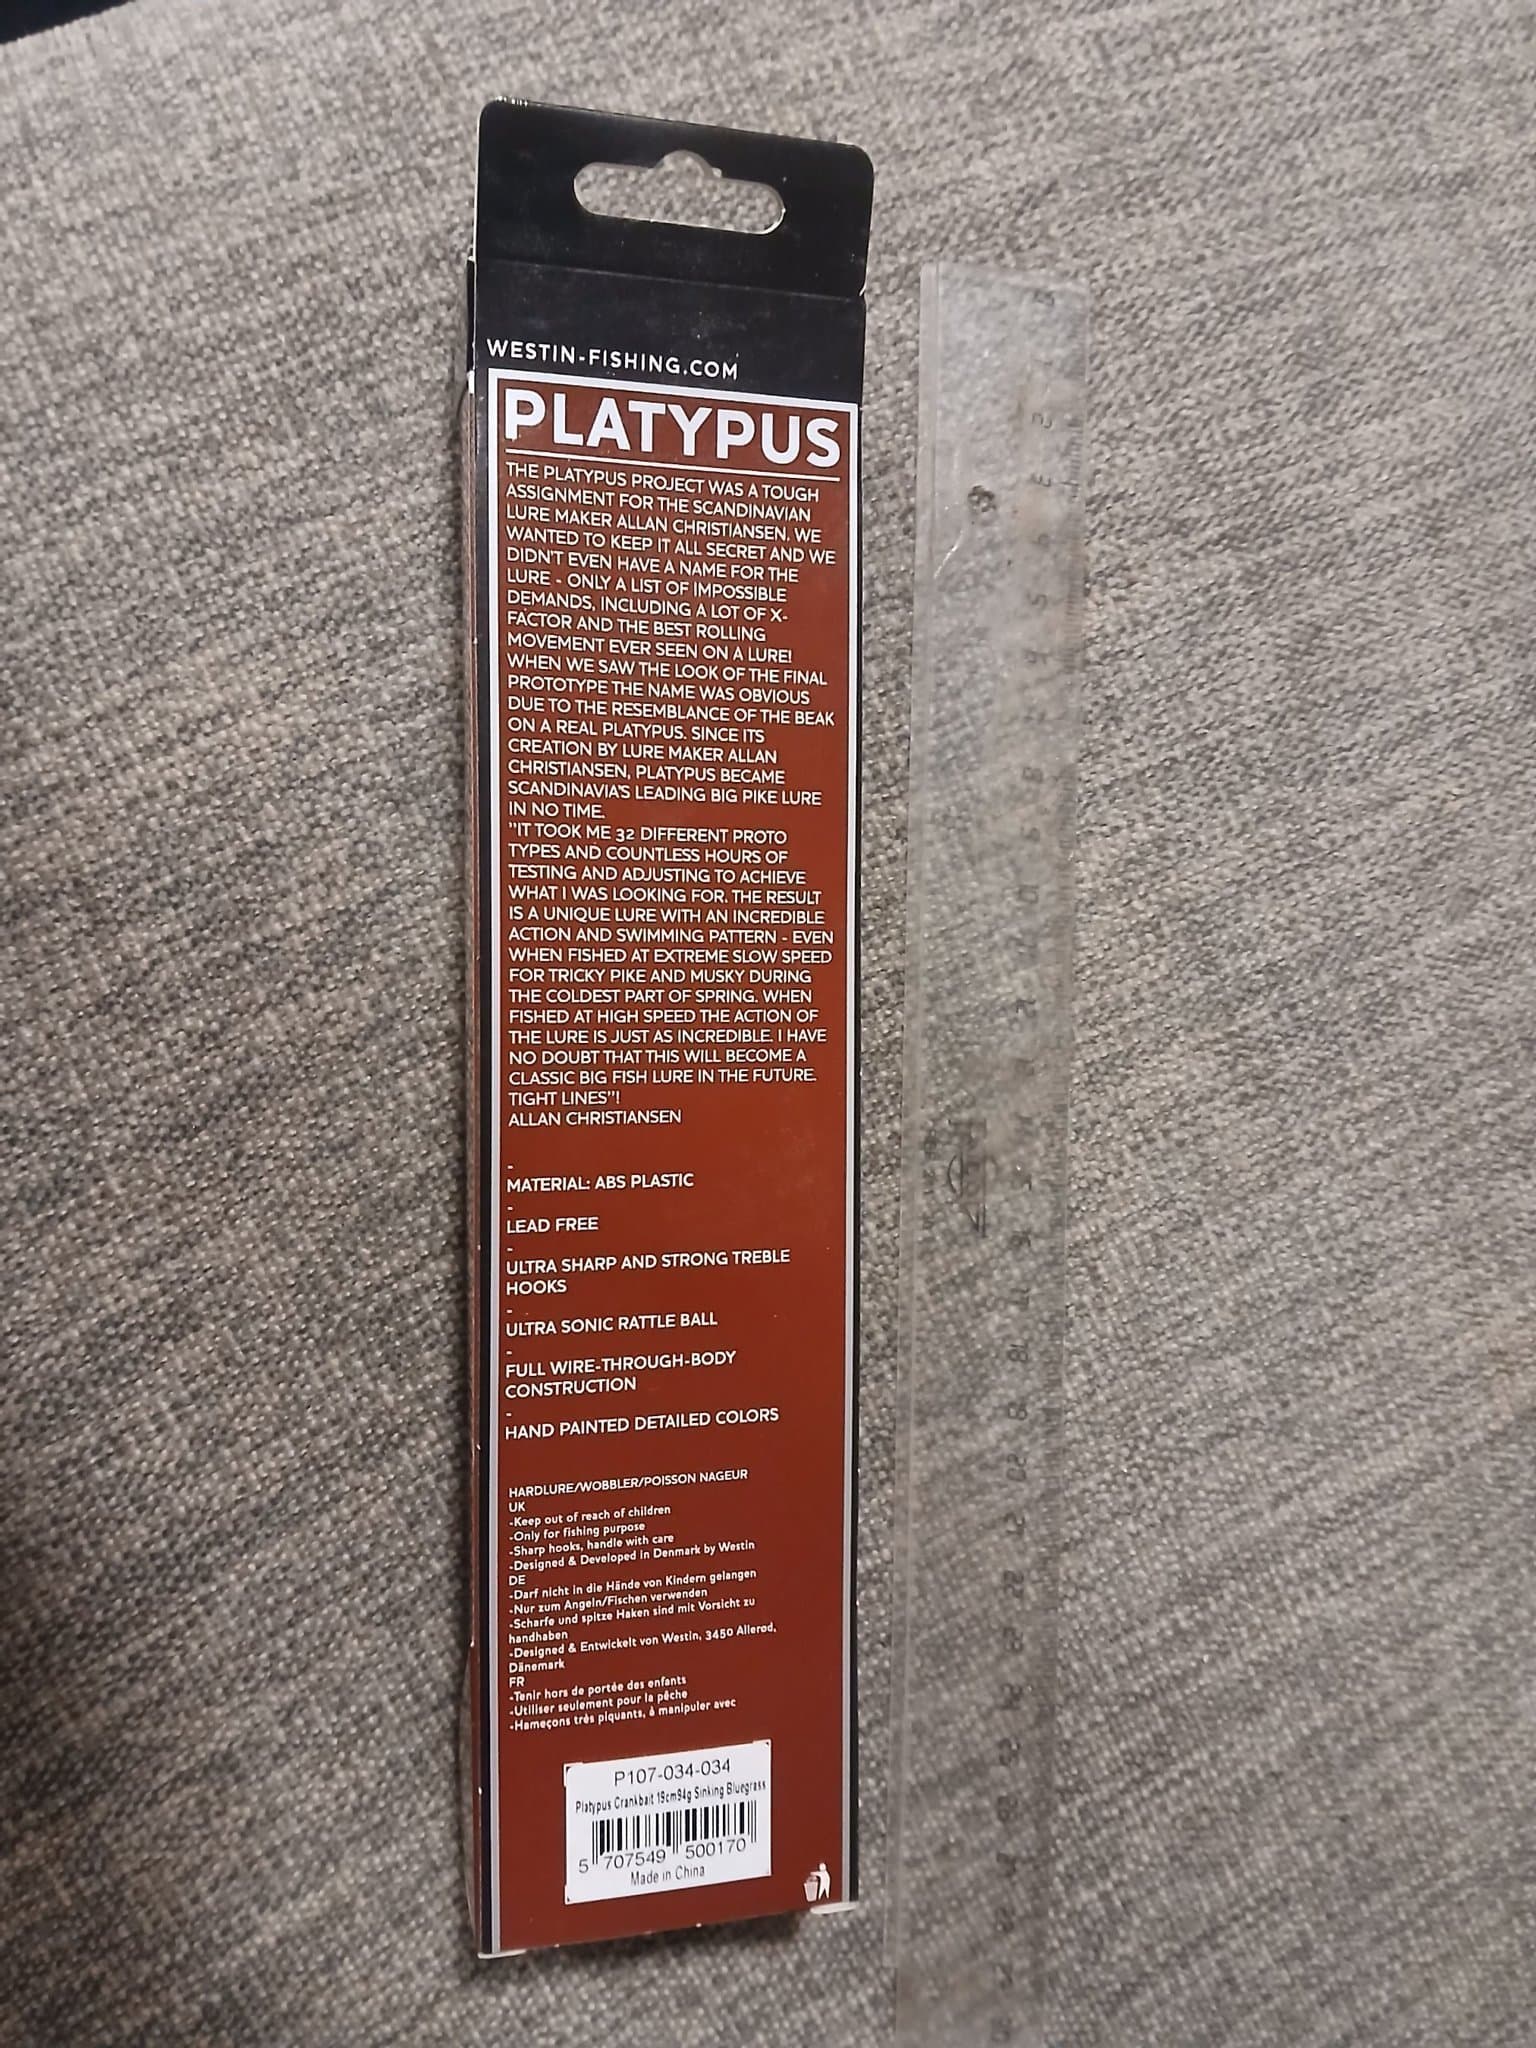 WESTIN-FISHING.COM
PLATYPUS
THE PLATYPUS PROJECT WAS A TOUGH
ASSIGNMENT FOR THE SCANDINAVIAN
LURE MAKER ALLAN CHRISTIANSEN. WE
WANTED TO KEEP IT ALL SECRET AND WE
DIDN'T EVEN HAVE A NAME FOR THE
LURE - ONLY A LIST OF IMPOSSIBLE
DEMANDS, INCLUDING A LOT OF X-
FACTOR AND THE BEST ROLLING
MOVEMENT EVER SEEN ON A LURE!
WHEN WE SAW THE LOOK OF THE FINAL
PROTOTYPE THE NAME WAS OBVIOUS
DUE TO THE RESEMBLANCE OF THE BEAK
ON A REAL PLATYPUS. SINCE ITS
CREATION BY LURE MAKER ALLAN
CHRISTIANSEN, PLATYPUS BECAME
SCANDINAVIA'S LEADING BIG PIKE LURE
IN NO TIME.
"IT TOOK ME 32 DIFFERENT PROTO
TYPES AND COUNTLESS HOURS OF
TESTING AND ADJUSTING TO ACHIEVE
WHAT I WAS LOOKING FOR. THE RESULT
IS A UNIQUE LURE WITH AN INCREDIBLE
ACTION AND SWIMMING PATTERN - EVEN
WHEN FISHED AT EXTREME SLOW SPEED
FOR TRICKY PIKE AND MUSKY DURING
THE COLDEST PART OF SPRING. WHEN
FISHED AT HIGH SPEED THE ACTION OF
THE LURE IS JUST AS INCREDIBLE. I HAVE
NO DOUBT THAT THIS WILL BECOME A
CLASSIC BIG FISH LURE IN THE FUTURE.
TIGHT LINES"!
ALLAN CHRISTIANSEN
-
MATERIAL: ABS PLASTIC
-
LEAD FREE
-
ULTRA SHARP AND STRONG TREBLE
HOOKS
-
ULTRA SONIC RATTLE BALL
-
FULL WIRE-THROUGH-BODY
CONSTRUCTION
-
HAND PAINTED DETAILED COLORS
HARDLURE/WOBBLER/POISSON NAGEUR
UK
-Keep out of reach of children
-Only for fishing purpose
-Sharp hooks, handle with care
-Designed & Developed in Denmark by Westin
DE
-Darf nicht in die Hände von Kindern gelangen
-Nur zum Angeln/Fischen verwenden
-Scharfe und spitze Haken sind mit Vorsicht zu
handhaben
-Designed & Entwickelt von Westin, 3450 Allerød,
Dänemark
FR
-Tenir hors de portée des enfants
-Utiliser seulement pour la pêche
-Hameçons très piquants, à manipuler avec
P107-034-034
Platypus Crankbait 19cm94g Sinking Bluegrass
5 707549 500170
Made in China